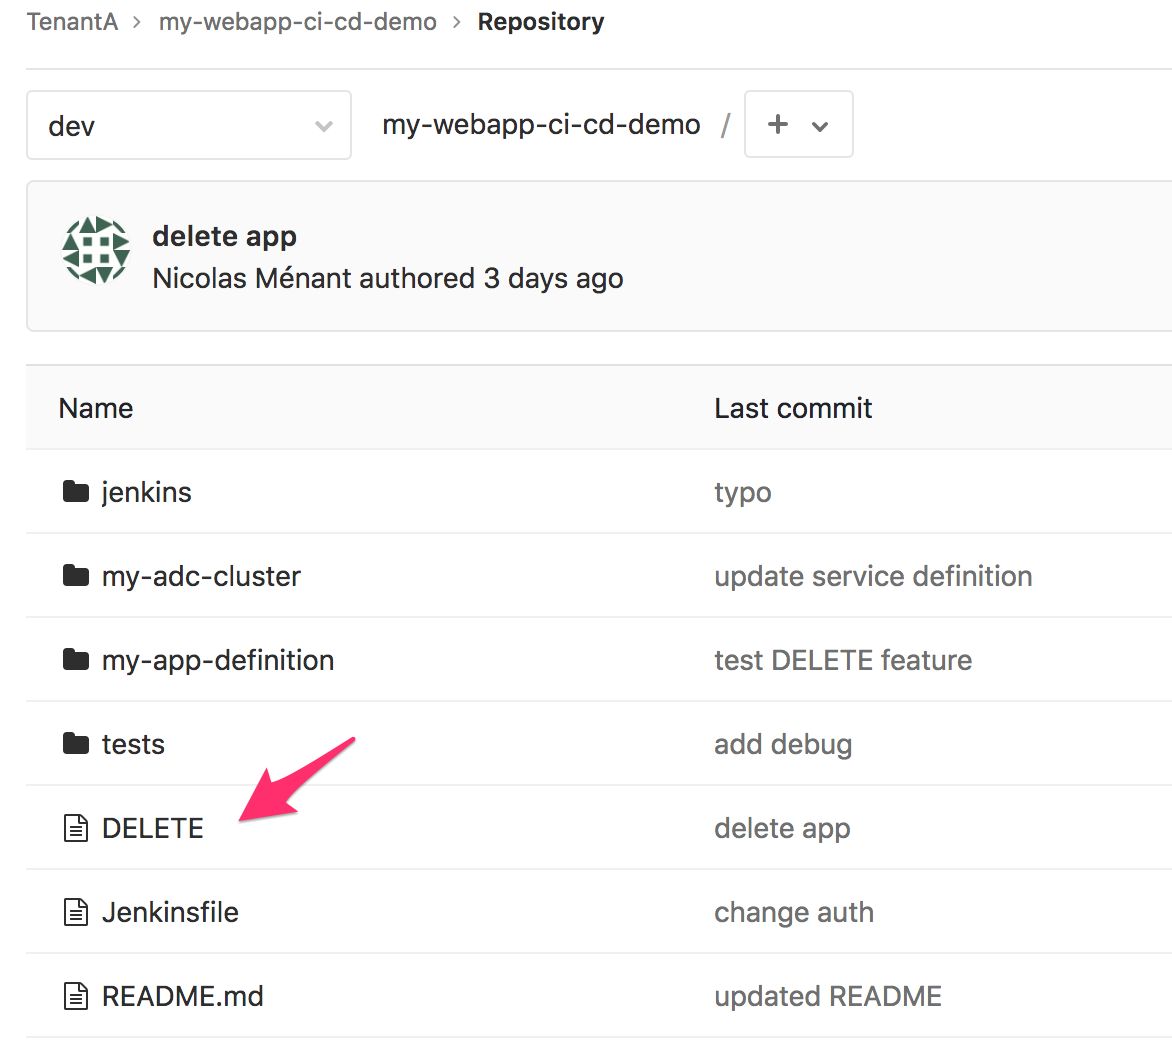 TenantA > my-webapp-ci-cd-demo > Repository
dev my-webapp-ci-cd-demo / +
delete app
Nicolas Ménant authored 3 days ago
Name Last commit
jenkins typo
my-adc-cluster update service definition
my-app-definition test DELETE feature
tests add debug
DELETE delete app
Jenkinsfile change auth
README.md updated README